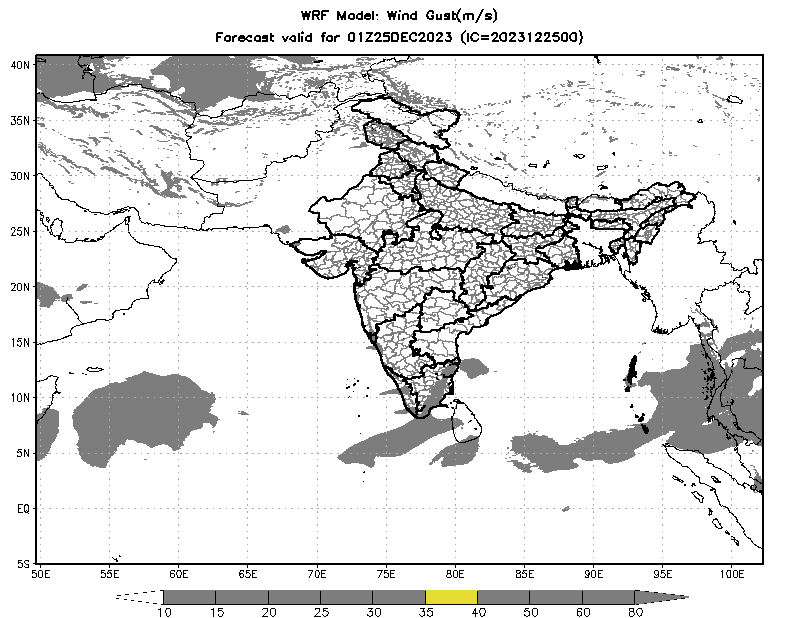 WRF Model: Wind Gust(m/s)
Forecast valid for 01Z25DEC2023 (IC=2023122500)
40N
35N
30N
25N
20N
15N
10N
5N
EQ
5S
50E 55E 60E 65E 70E 75E 80E 85E 90E 95E 100E
10 15 20 25 30 35 40 50 60 80